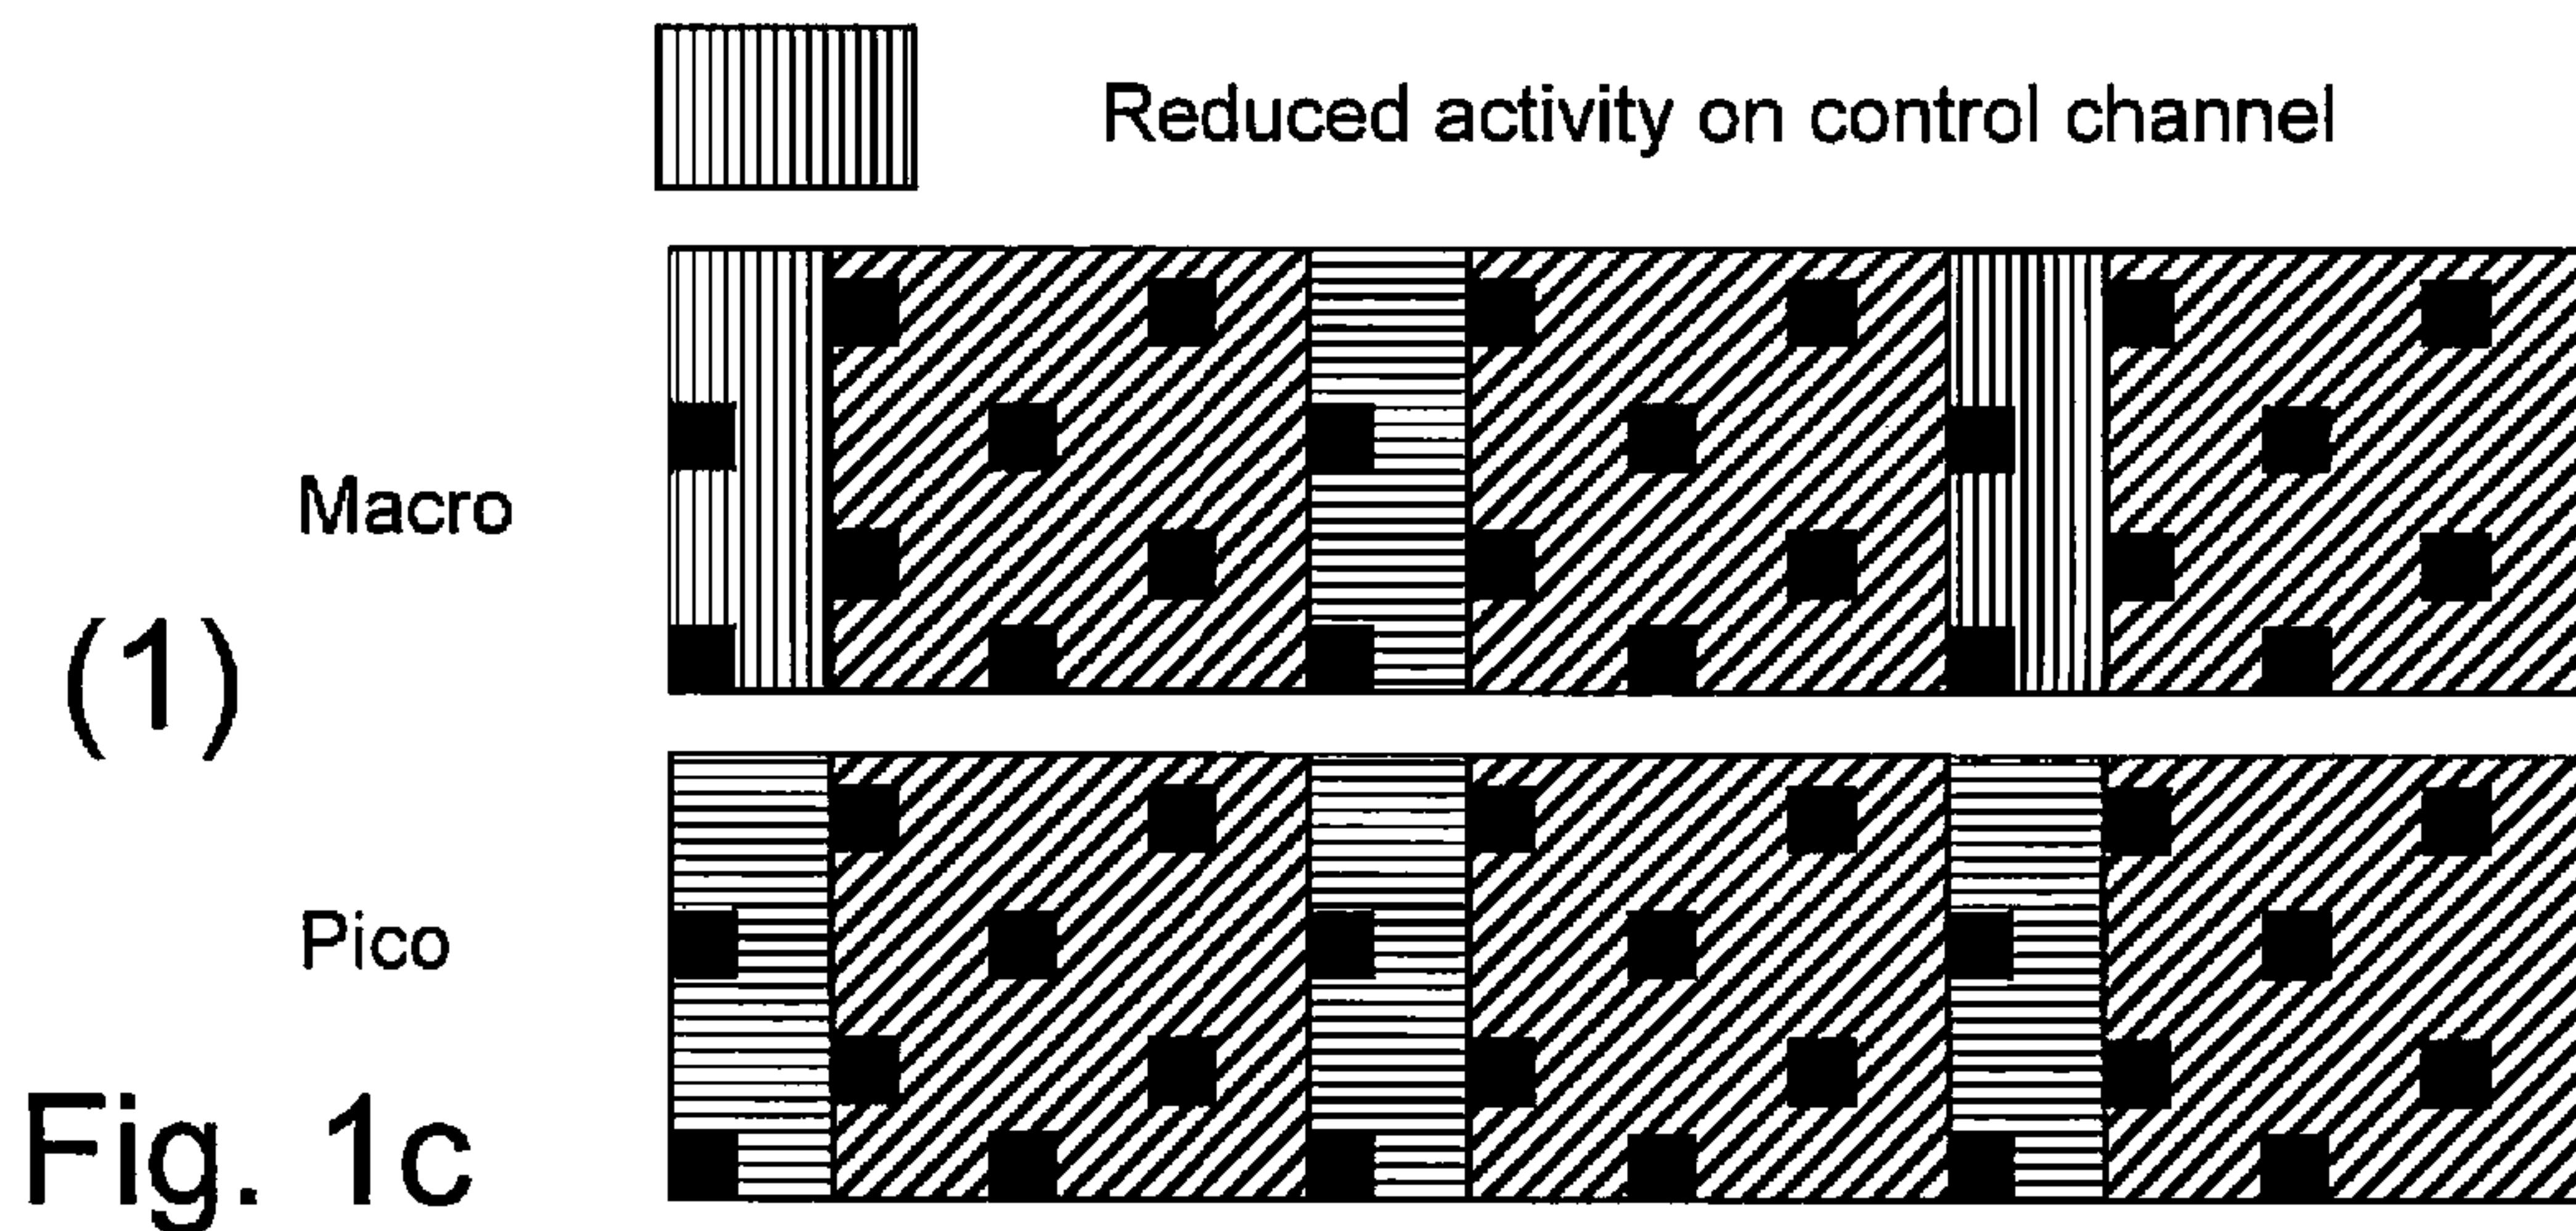 Reduced activity on control channel
Macro
(1)
Pico
Fig. 1c